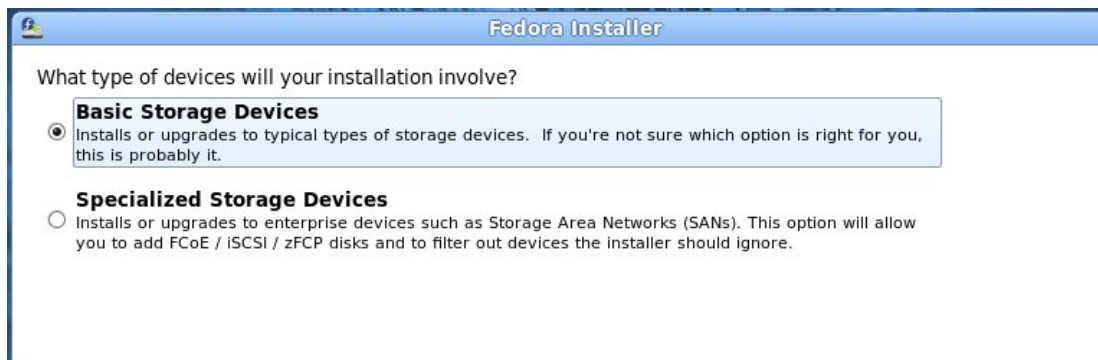 Fedora Installer
What type of devices will your installation involve?
Basic Storage Devices
Installs or upgrades to typical types of storage devices.  If you're not sure which option is right for you,
this is probably it.
Specialized Storage Devices
Installs or upgrades to enterprise devices such as Storage Area Networks (SANs). This option will allow
you to add FCoE / iSCSI / zFCP disks and to filter out devices the installer should ignore.